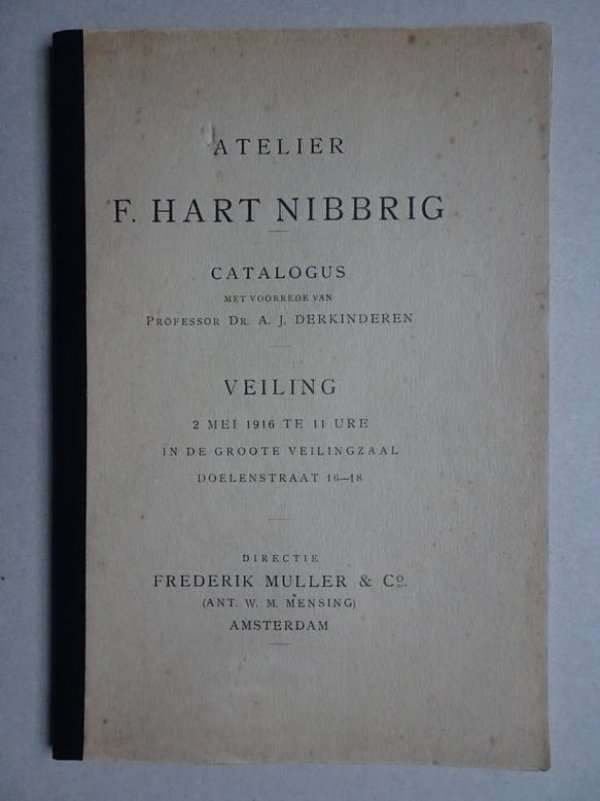 ATELIER
F. HART NIBBRIG
CATALOGUS
MET VOORREDE VAN
PROFESSOR DR. A. J. DERKINDEREN
VEILING
2 MEI 1916 TE 11 URE
IN DE GROOTE VEILINGZAAL
DOELENSTRAAT 16—18
DIRECTIE
FREDERIK MULLER & Co.
(ANT. W. M. MENSING)
AMSTERDAM